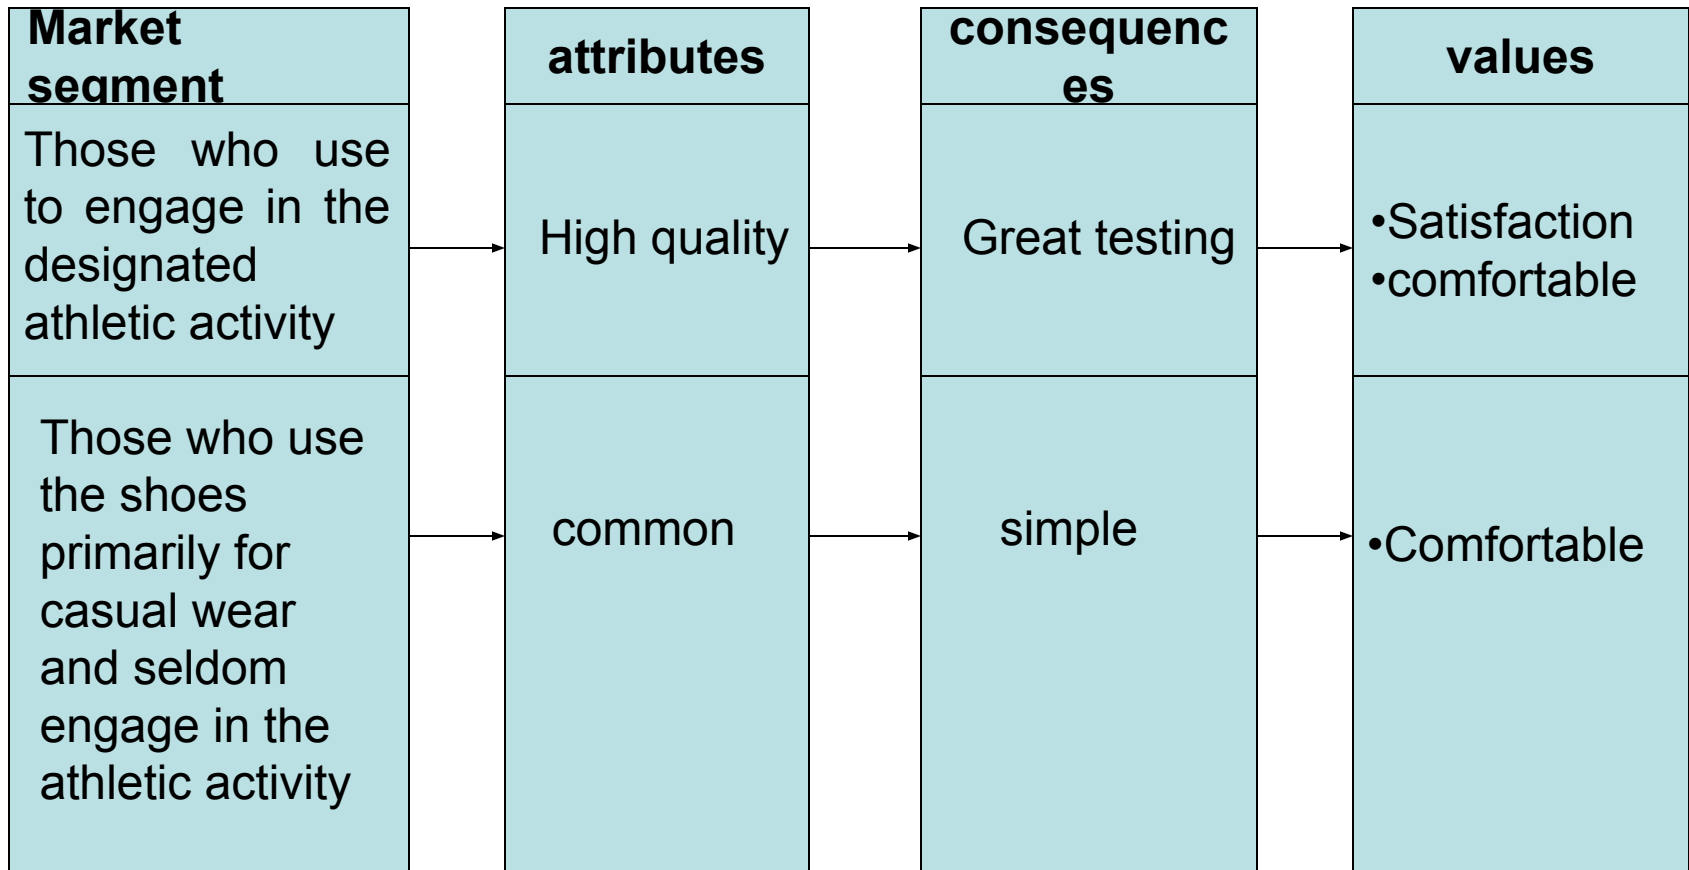 Market
segment
attributes
consequenc
es
values
Those who use
to engage in the
designated
athletic activity
High quality
Great testing
•Satisfaction
•comfortable
Those who use
the shoes
primarily for
casual wear
and seldom
engage in the
athletic activity
common
simple
•Comfortable